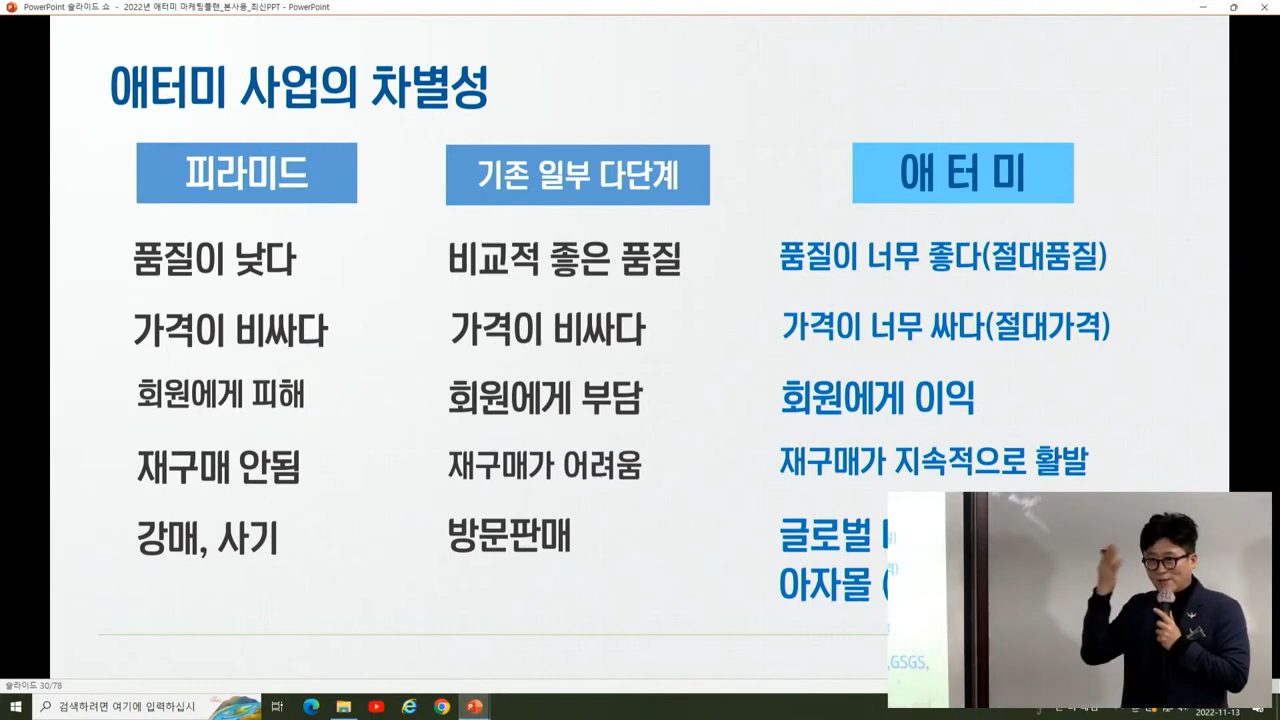 PowerPoint 슬라이드 쇼 - 2022년 애터미 마케팅플랜_본사용_최신PPT - PowerPoint
애터미 사업의 차별성
피라미드
기존 일부 다단계
애 터 미
품질이 낮다
비교적 좋은 품질
품질이 너무 좋다(절대품질)
가격이 비싸다
가격이 비싸다
가격이 너무 싸다(절대가격)
회원에게 피해
회원에게 부담
회원에게 이익
재구매 안됨
재구매가 어려움
재구매가 지속적으로 활발
강매, 사기
방문판매
글로벌
아자몰 (
,GSGS,
슬라이드 30/78
검색하려면 여기에 입력하십시
2022-11-13